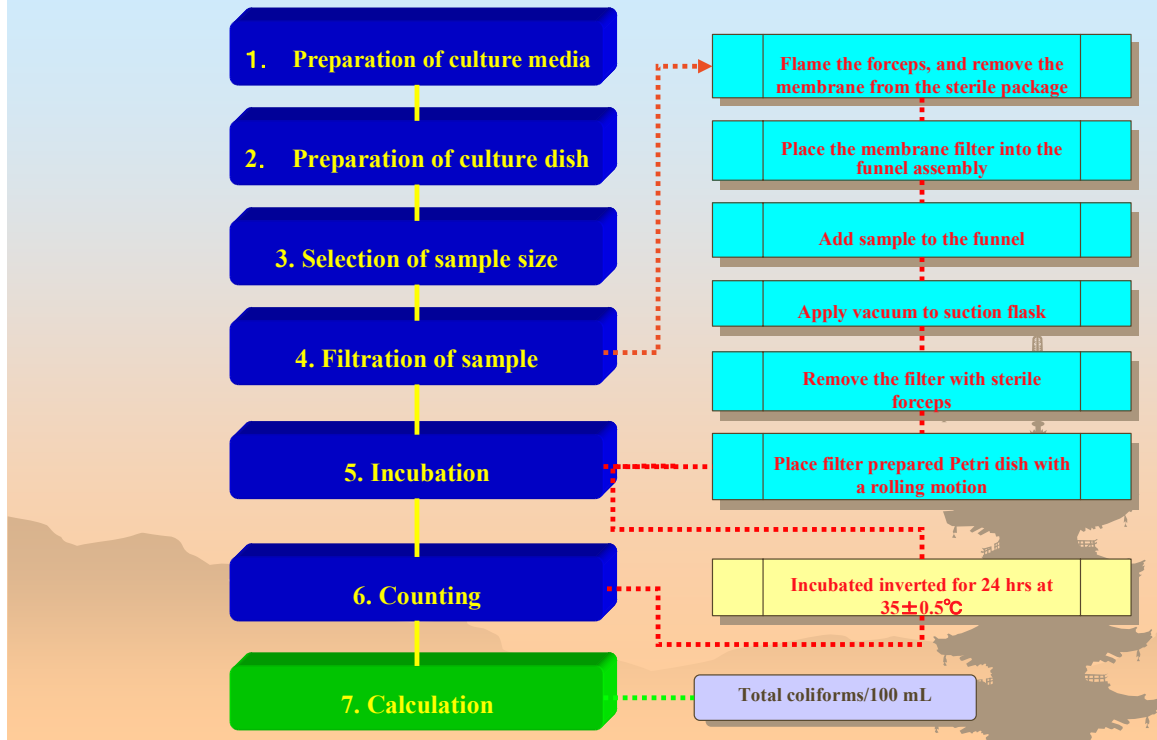 1. Preparation of culture media
2. Preparation of culture dish
3. Selection of sample size
4. Filtration of sample
5. Incubation
6. Counting
7. Calculation
Flame the forceps, and remove the
membrane from the sterile package
Place the membrane filter into the
funnel assembly
Add sample to the funnel
Apply vacuum to suction flask
Remove the filter with sterile
forceps
Place filter prepared Petri dish with
a rolling motion
Incubated inverted for 24 hrs at
35±0.5℃
Total coliforms/100 mL